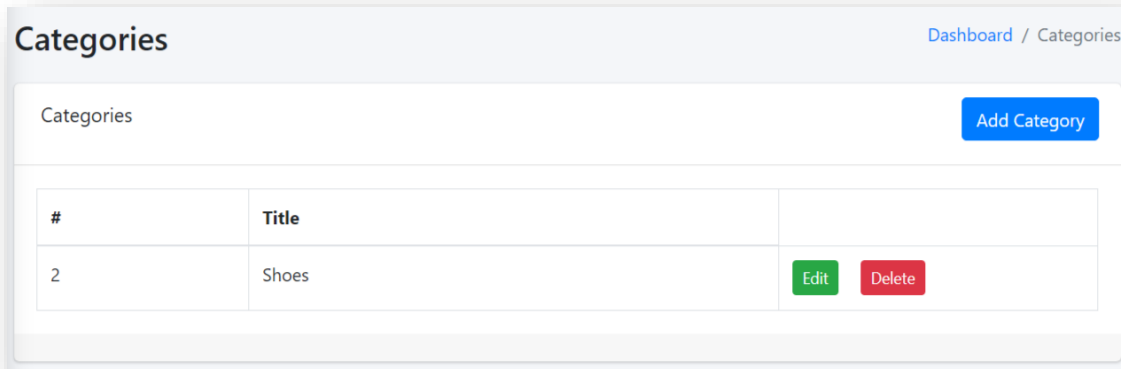 Categories
Dashboard / Categories
Categories
Add Category
# Title
2 Shoes Edit Delete